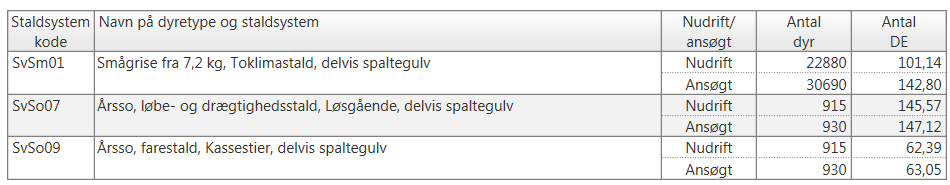 Staldsystem kode Navn på dyretype og staldsystem Nudrift/ ansøgt Antal dyr Antal DE
SvSm01 Smågrise fra 7,2 kg, Toklimastald, delvis spaltegulv Nudrift 22880 101,14
Ansøgt 30690 142,80
SvSo07 Årsso, løbe- og drægtighedsstald, Løsgående, delvis spaltegulv Nudrift 915 145,57
Ansøgt 930 147,12
SvSo09 Årsso, farestald, Kassestier, delvis spaltegulv Nudrift 915 62,39
Ansøgt 930 63,05